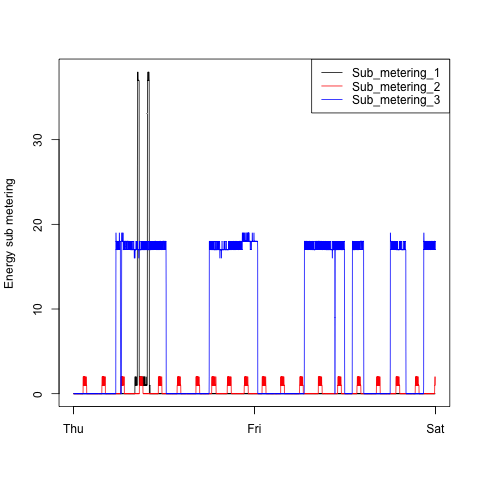 Sub_metering_1
Sub_metering_2
Sub_metering_3
Energy sub metering
30
20
10
0
Thu Fri Sat